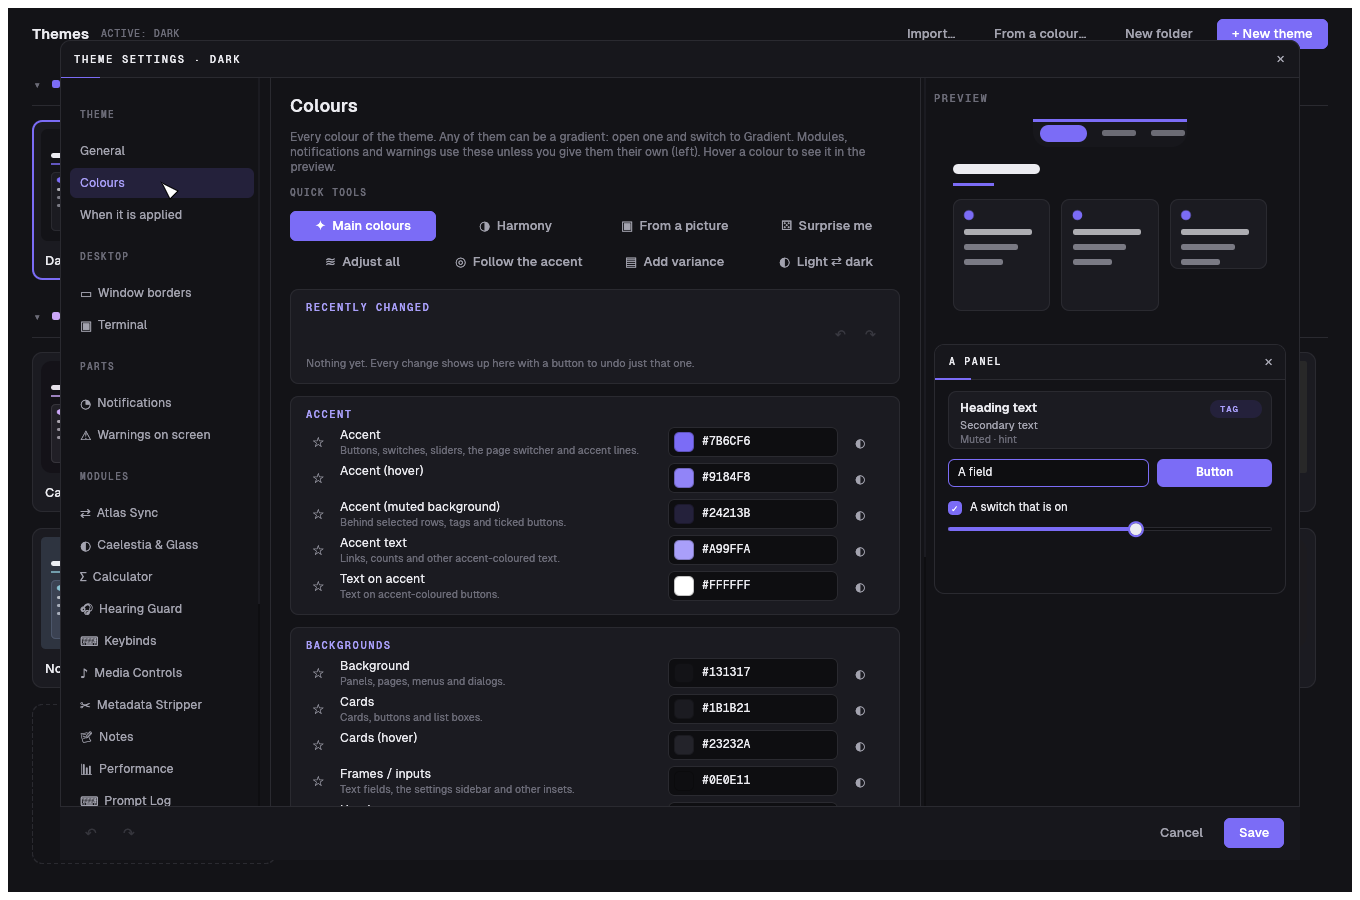 Themes
ACTIVE: DARK
Import…
From a colour…
New folder
+ New theme
THEME SETTINGS · DARK
×
THEME
General
Colours
When it is applied
DESKTOP
Window borders
Terminal
PARTS
Notifications
Warnings on screen
MODULES
Atlas Sync
Caelestia & Glass
Calculator
Hearing Guard
Keybinds
Media Controls
Metadata Stripper
Notes
Performance
Prompt Log
Colours
Every colour of the theme. Any of them can be a gradient: open one and switch to Gradient. Modules,
notifications and warnings use these unless you give them their own (left). Hover a colour to see it in the
preview.
QUICK TOOLS
Main colours
Harmony
From a picture
Surprise me
Adjust all
Follow the accent
Add variance
Light ⇄ dark
RECENTLY CHANGED
Nothing yet. Every change shows up here with a button to undo just that one.
ACCENT
Accent
Buttons, switches, sliders, the page switcher and accent lines.
#7B6CF6
Accent (hover)
#9184F8
Accent (muted background)
Behind selected rows, tags and ticked buttons.
#24213B
Accent text
Links, counts and other accent-coloured text.
#A99FFA
Text on accent
Text on accent-coloured buttons.
#FFFFFF
BACKGROUNDS
Background
Panels, pages, menus and dialogs.
#131317
Cards
Cards, buttons and list boxes.
#1B1B21
Cards (hover)
#23232A
Frames / inputs
Text fields, the settings sidebar and other insets.
#0E0E11
PREVIEW
A PANEL
×
Heading text
TAG
Secondary text
Muted · hint
A field
Button
A switch that is on
Cancel
Save
Da
Ca
No